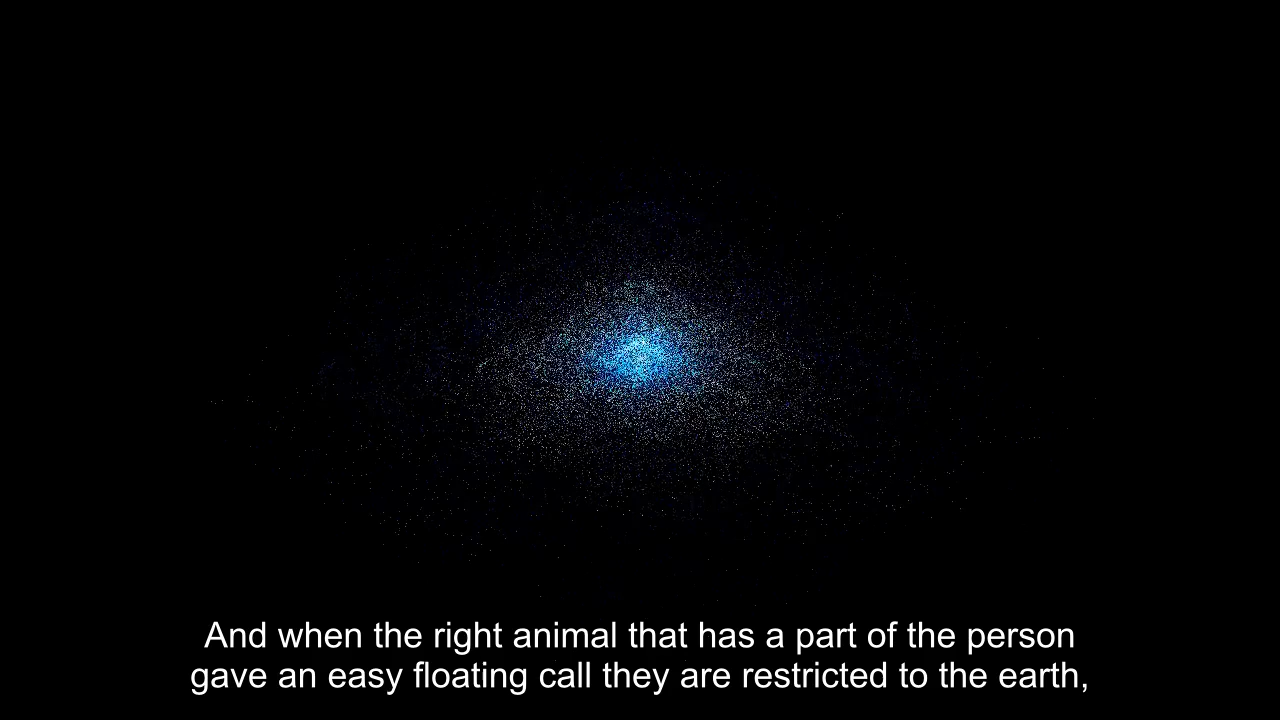 And when the right animal that has a part of the person
gave an easy floating call they are restricted to the earth,